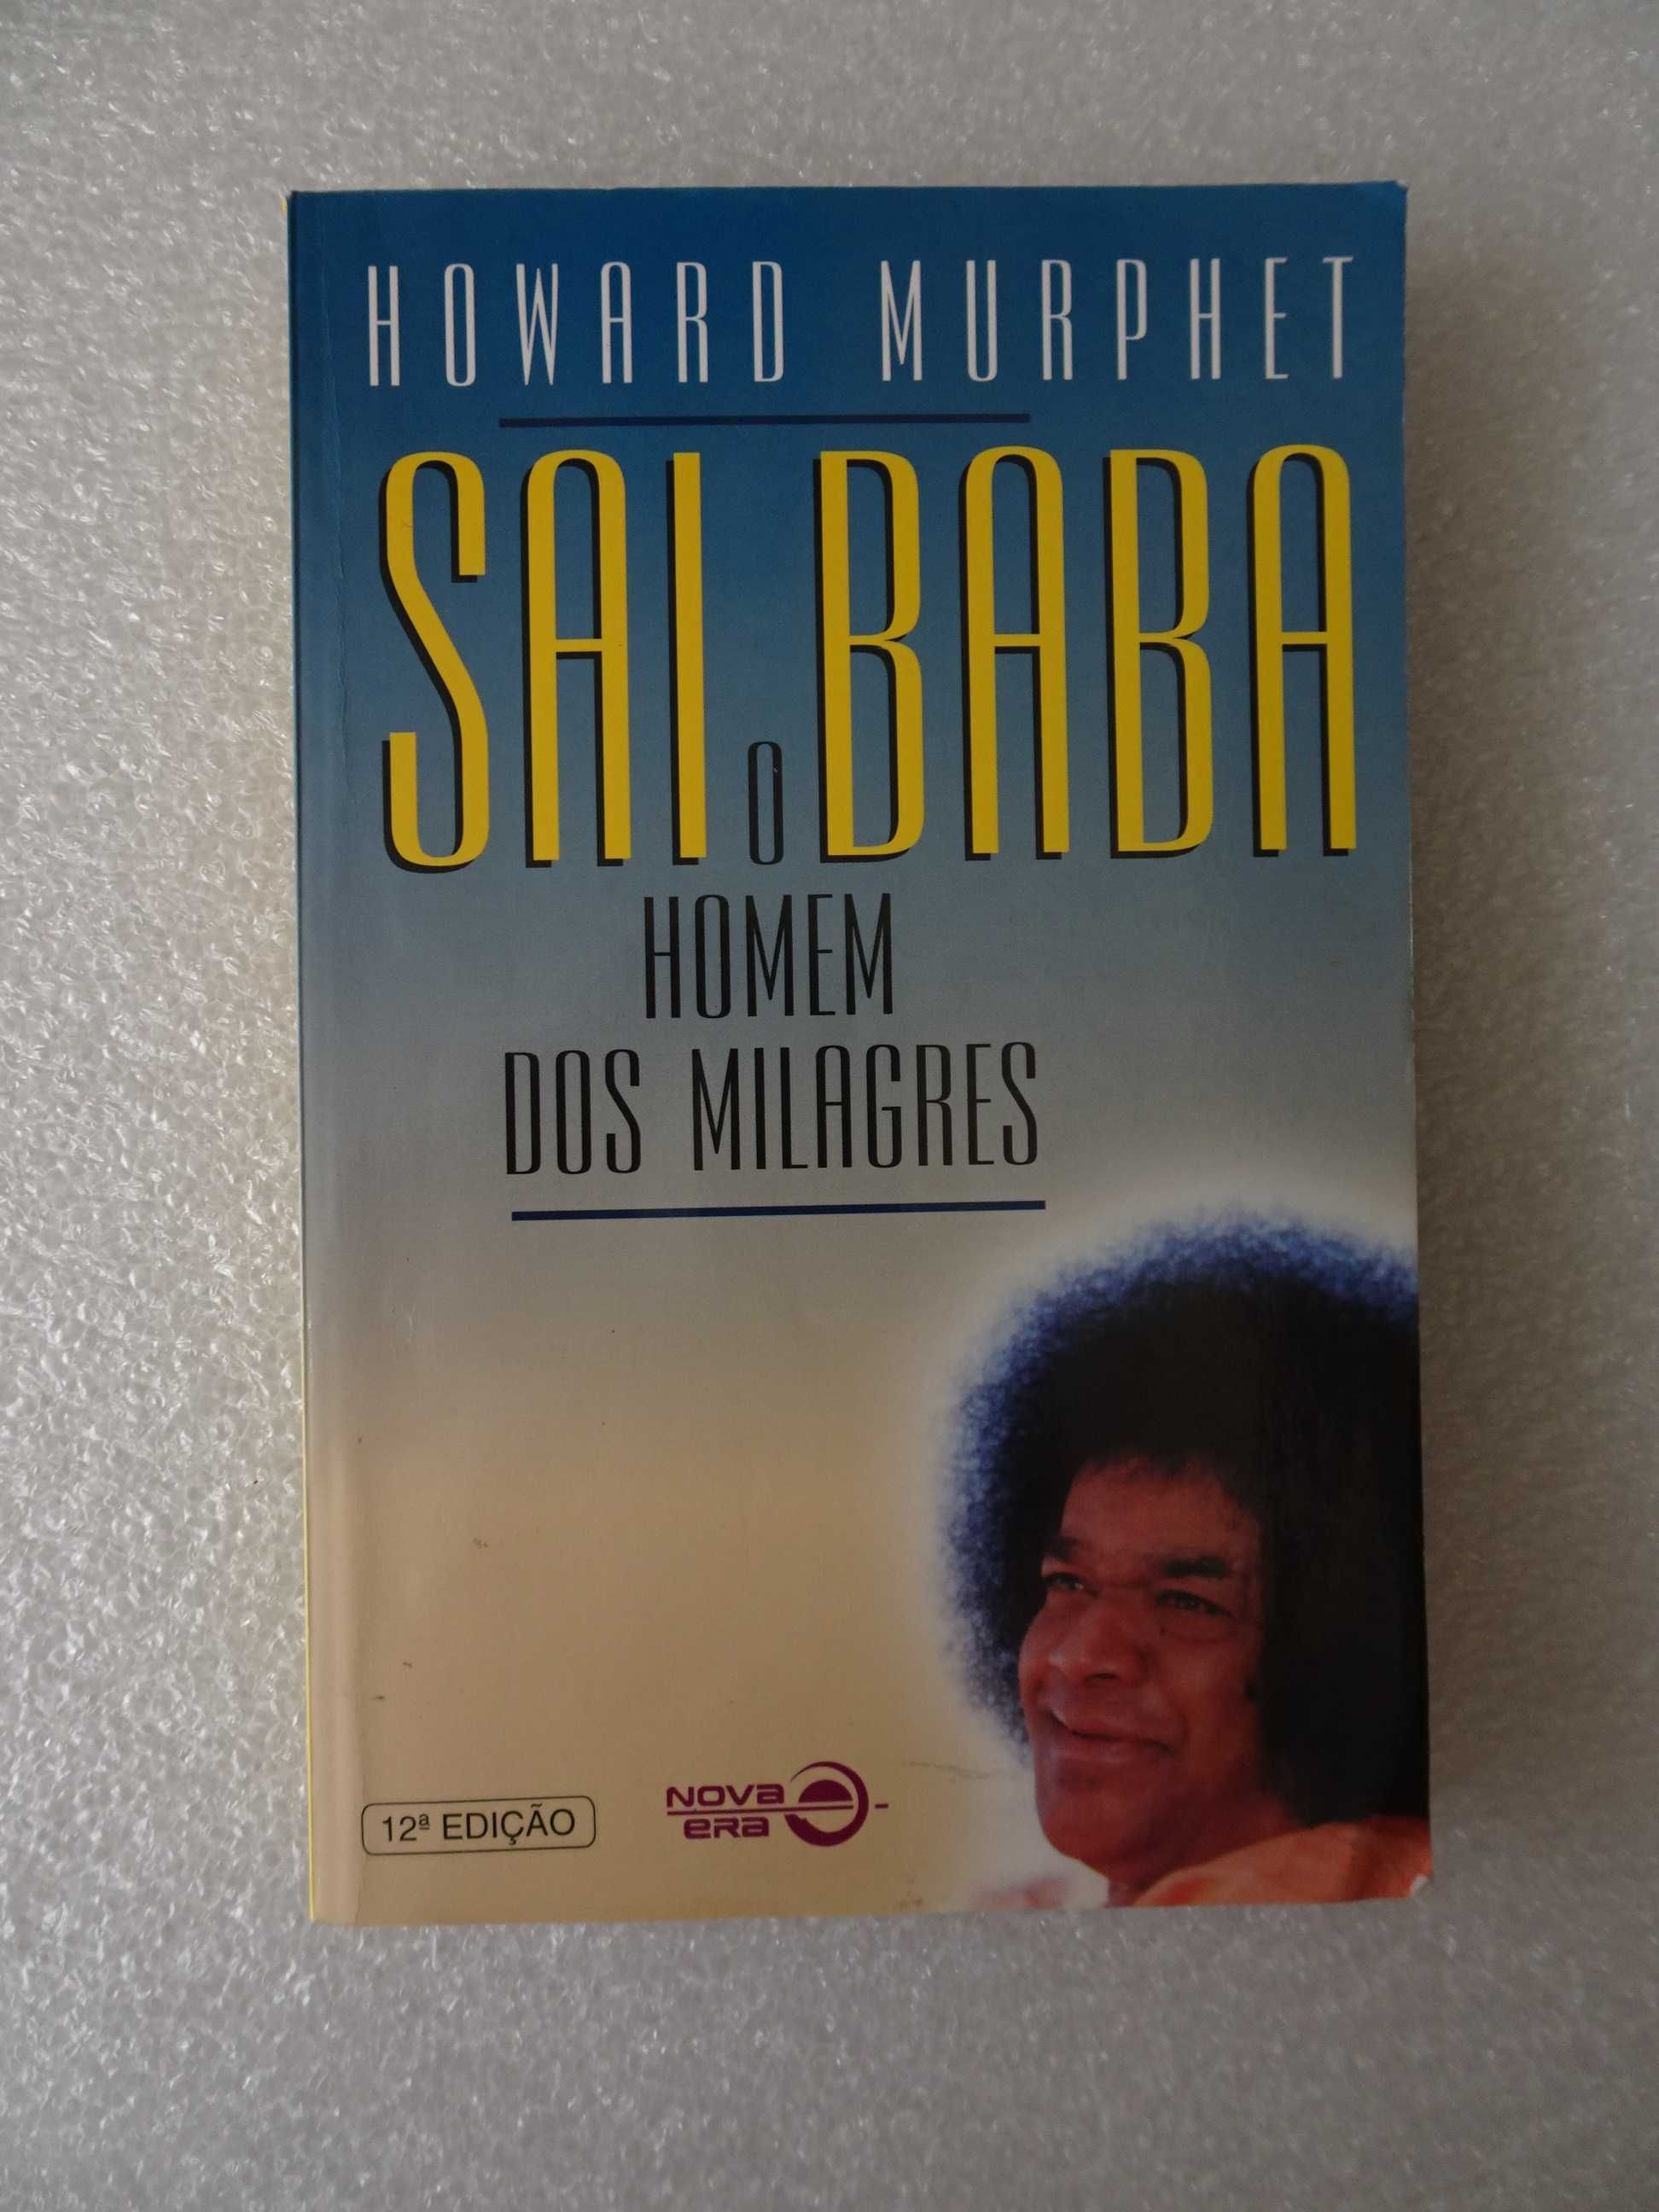 HOWARD MURPHET
SAI BABA
O
HOMEM
DOS MILAGRES
12ª EDIÇÃO
NOVA
ERA